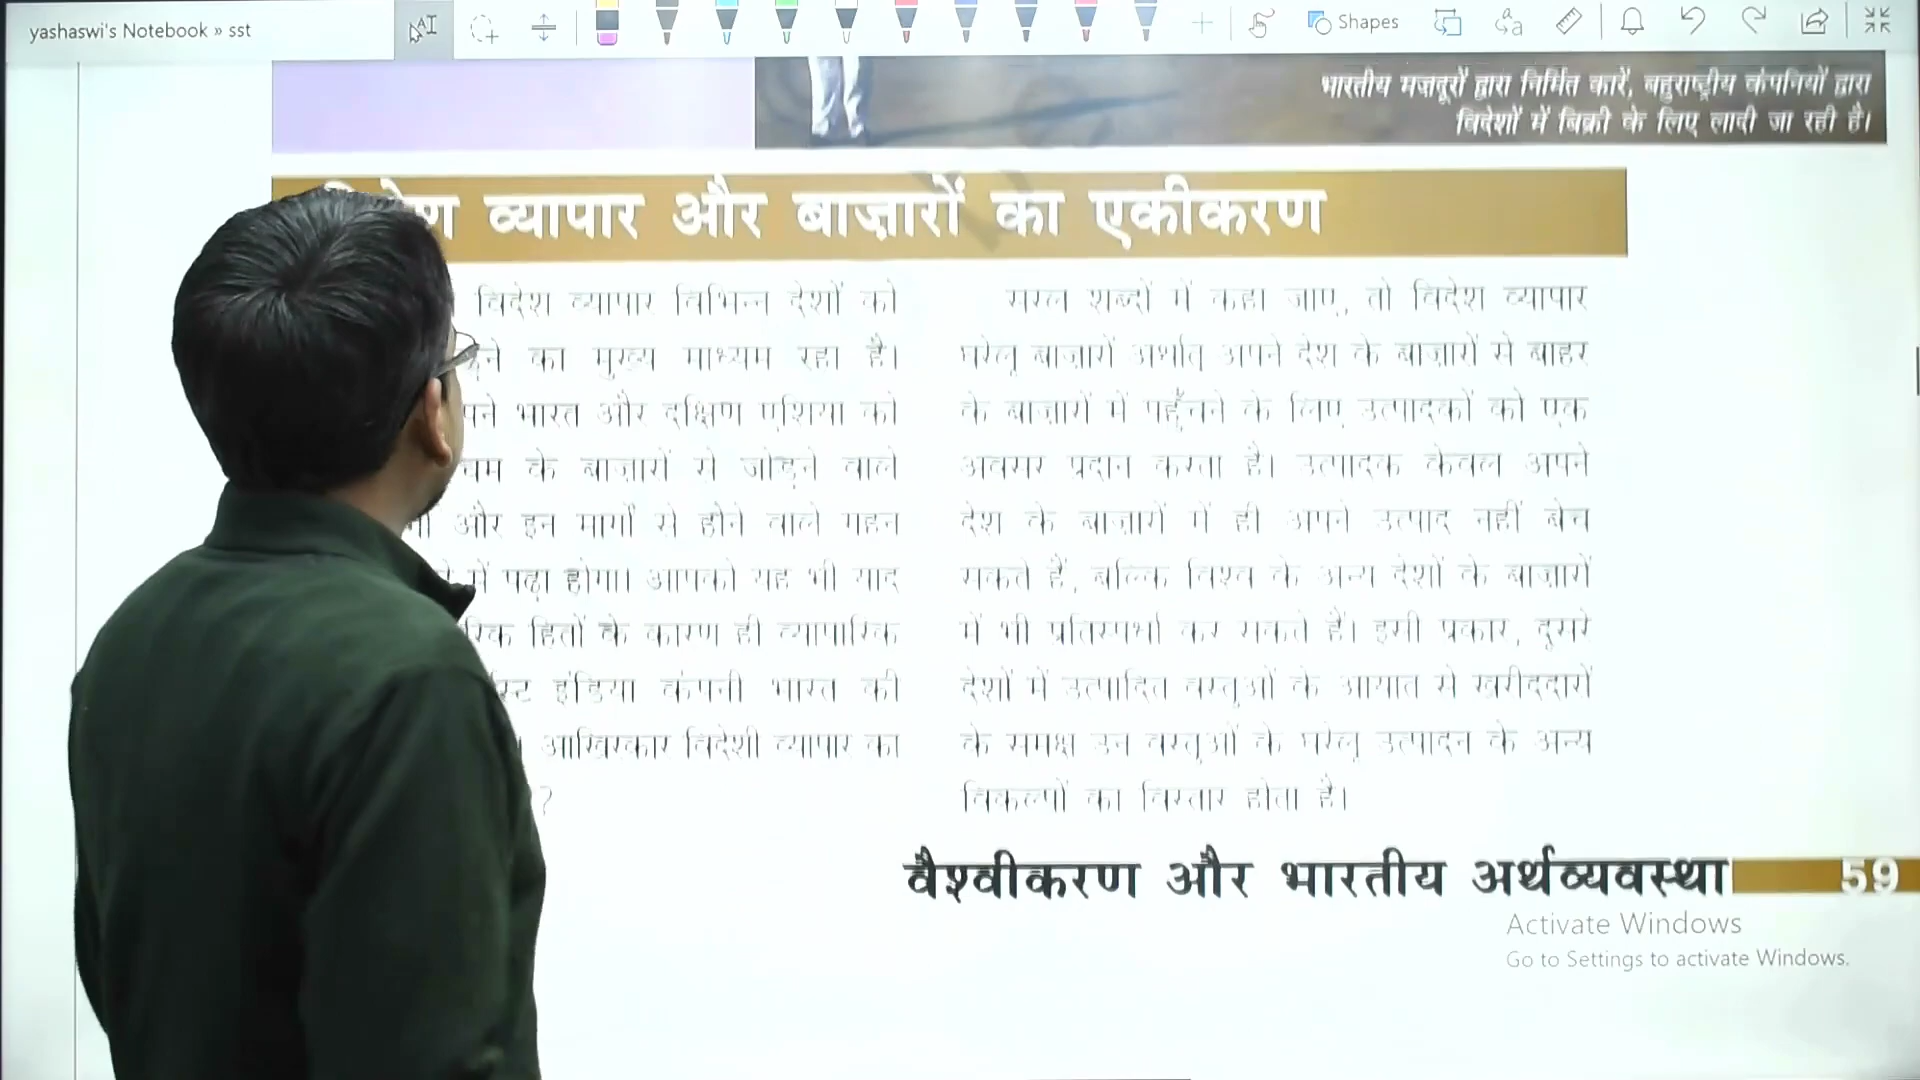 yashaswi's Notebook » sst
Shapes
भारतीय मज़दूरों द्वारा निर्मित कारें, बहुराष्ट्रीय कंपनियों द्वारा
विदेशों में बिक्री के लिए लादी जा रही है।
व्यापार और बाज़ारों का एकीकरण
विदेश व्यापार विभिन्न देशों को
का मुख्य माध्यम रहा है।
भारत और दक्षिण एशिया को
के बाज़ारों से जोड़ने वाले
और इन मार्गों से होने वाले गहन
में पढ़ा होगा। आपको यह भी याद
हितों के कारण ही व्यापारिक
इंडिया कंपनी भारत की
आखिरकार विदेशी व्यापार का
?
सरल शब्दों में कहा जाए, तो विदेश व्यापार
घरेलू बाज़ारों अर्थात् अपने देश के बाज़ारों से बाहर
के बाज़ारों में पहुँचने के लिए उत्पादकों को एक
अवसर प्रदान करता है। उत्पादक केवल अपने
देश के बाज़ारों में ही अपने उत्पाद नहीं बेच
सकते हैं, बल्कि विश्व के अन्य देशों के बाज़ारों
में भी प्रतिस्पर्धा कर सकते हैं। इसी प्रकार, दूसरे
देशों में उत्पादित वस्तुओं के आयात से खरीददारों
के समक्ष उन वस्तुओं के घरेलू उत्पादन के अन्य
विकल्पों का विस्तार होता है।
वैश्वीकरण और भारतीय अर्थव्यवस्था 59
Activate Windows
Go to Settings to activate Windows.